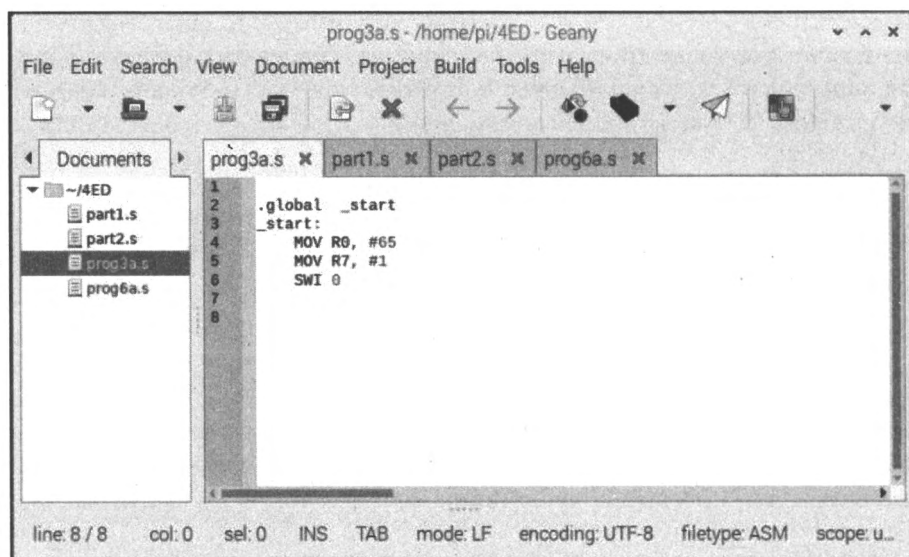 prog3a.s - /home/pi/4ED - Geany
File Edit Search View Document Project Build Tools Help
Documents
prog3a.s part1.s part2.s prog6a.s
~/4ED
part1.s
part2.s
prog3a.s
prog6a.s
1
2 .global _start
3 _start:
4 MOV R0, #65
5 MOV R7, #1
6 SWI 0
7
8
line: 8 / 8 col: 0 sel: 0 INS TAB mode: LF encoding: UTF-8 filetype: ASM scope: u...